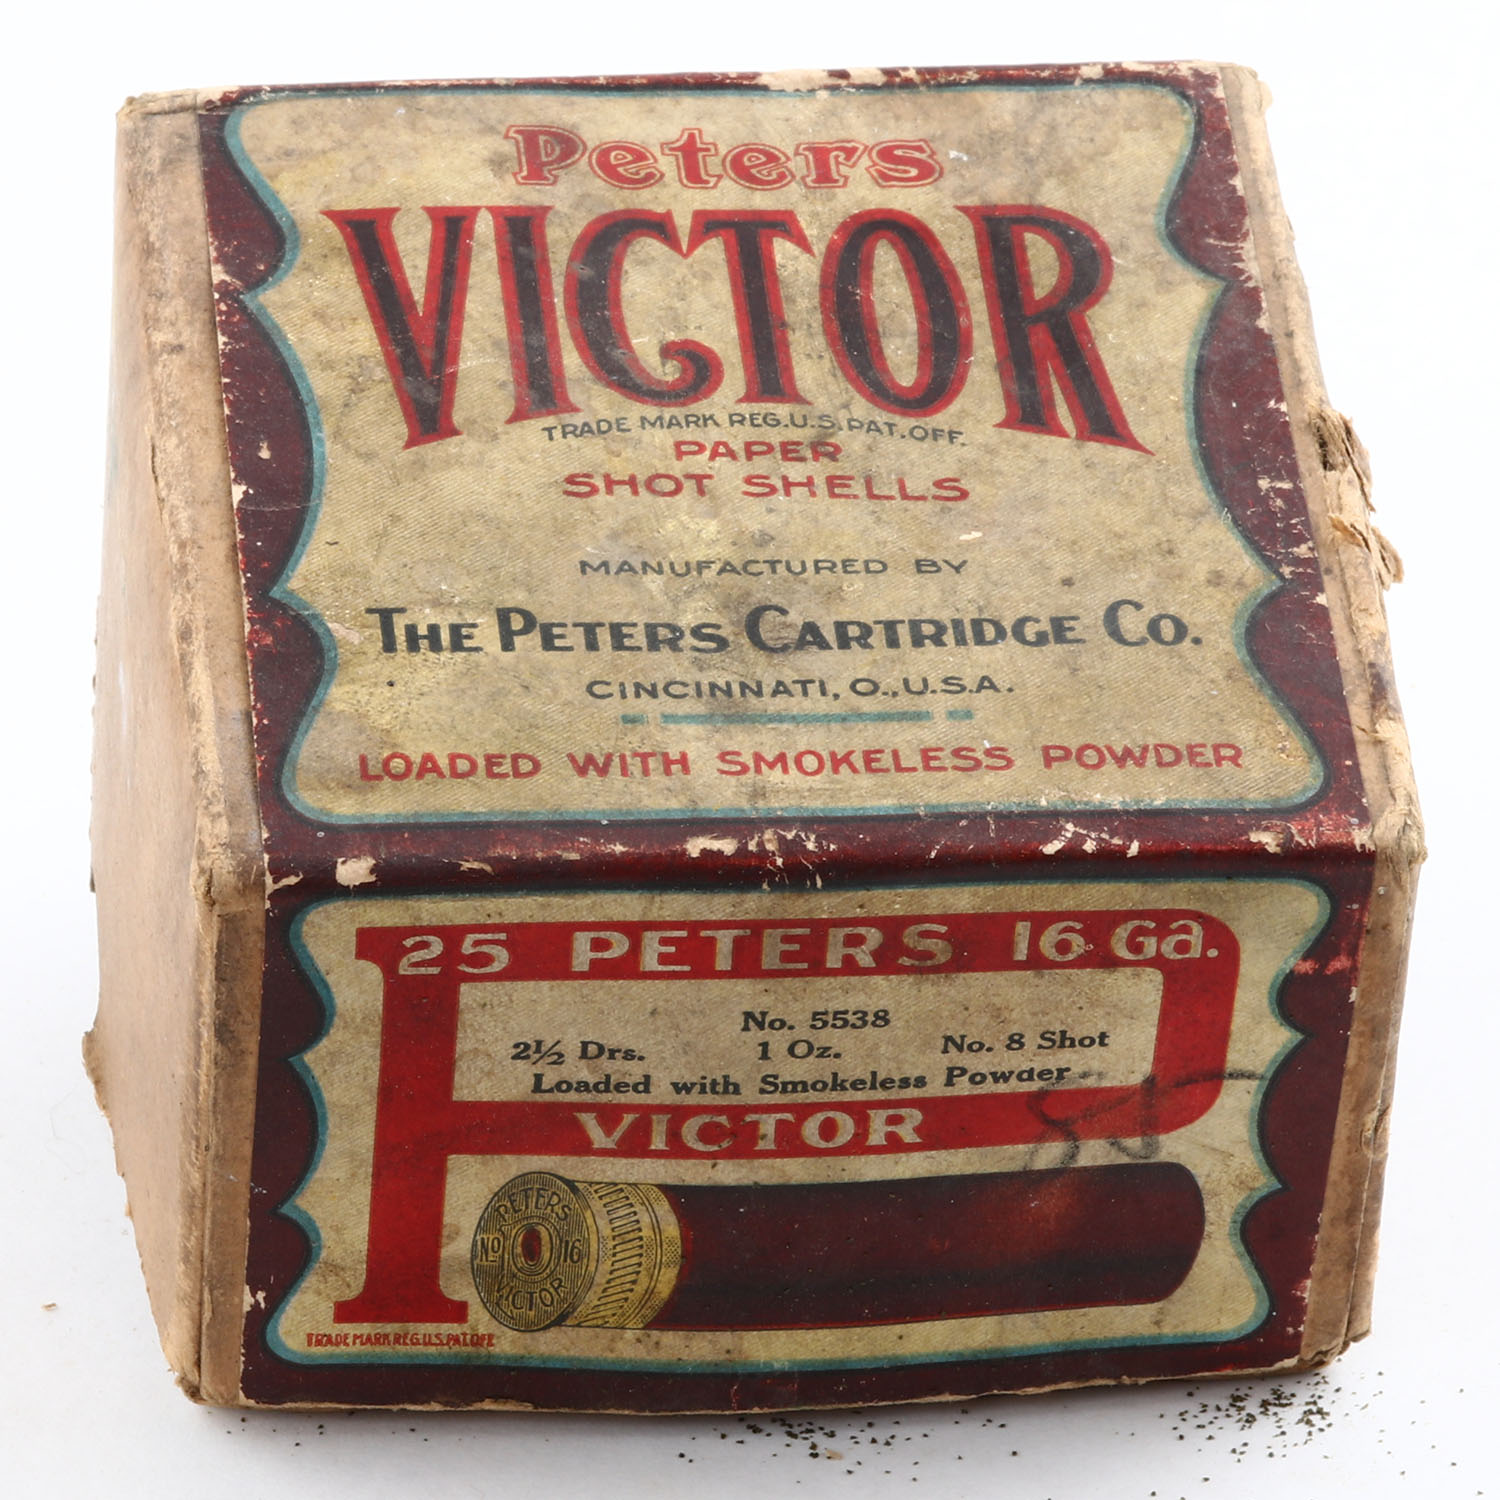 Peters
VICTOR
TRADE MARK REG.U.S.PAT.OFF.
PAPER
SHOT SHELLS
MANUFACTURED BY
THE PETERS CARTRIDGE CO.
CINCINNATI, O., U.S.A.
LOADED WITH SMOKELESS POWDER
25 PETERS 16 Ga.
No. 5538
2½ Drs. 1 Oz. No. 8 Shot
Loaded with Smokeless Powder
VICTOR
PETERS
No 16
VICTOR
TRADE MARK REG.U.S.PAT.OFF